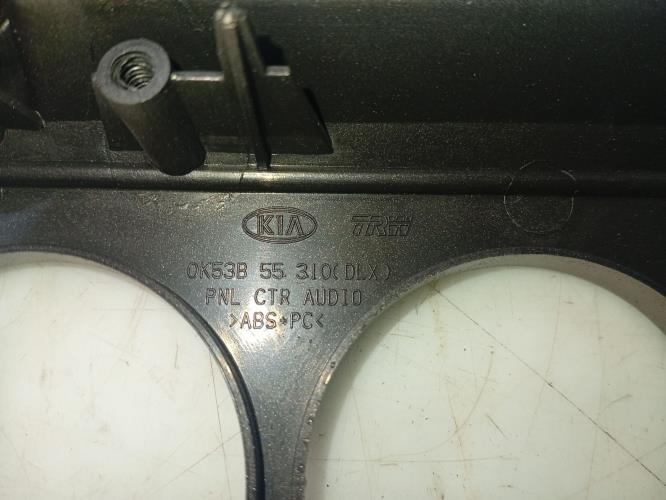 KIA TRW
0K53B 55 310(DLX)
PNL CTR AUDIO
>ABS+PC<